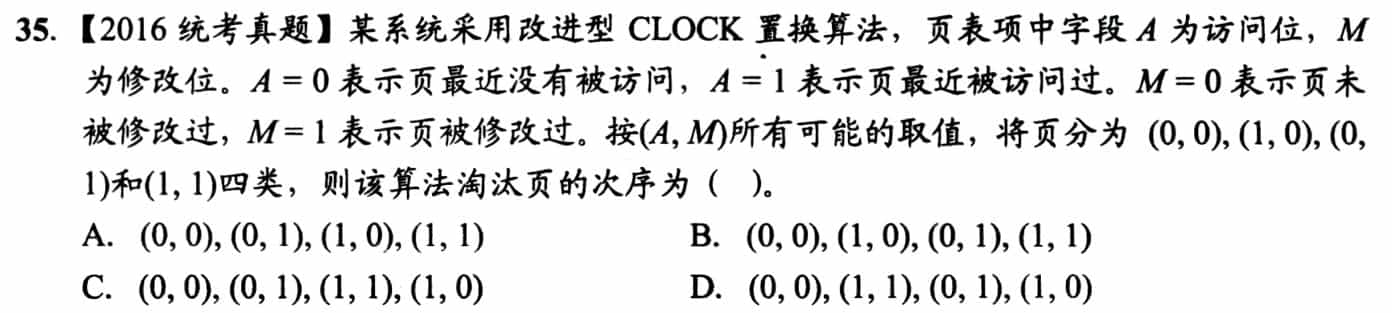 35. 【2016 统考真题】某系统采用改进型 CLOCK 置换算法，页表项中字段 A 为访问位，M
为修改位。A = 0 表示页最近没有被访问，A = 1 表示页最近被访问过。M = 0 表示页未
被修改过，M = 1 表示页被修改过。按(A, M)所有可能的取值，将页分为 (0, 0), (1, 0), (0,
1)和(1, 1)四类，则该算法淘汰页的次序为（ ）。
A. (0, 0), (0, 1), (1, 0), (1, 1) B. (0, 0), (1, 0), (0, 1), (1, 1)
C. (0, 0), (0, 1), (1, 1), (1, 0) D. (0, 0), (1, 1), (0, 1), (1, 0)